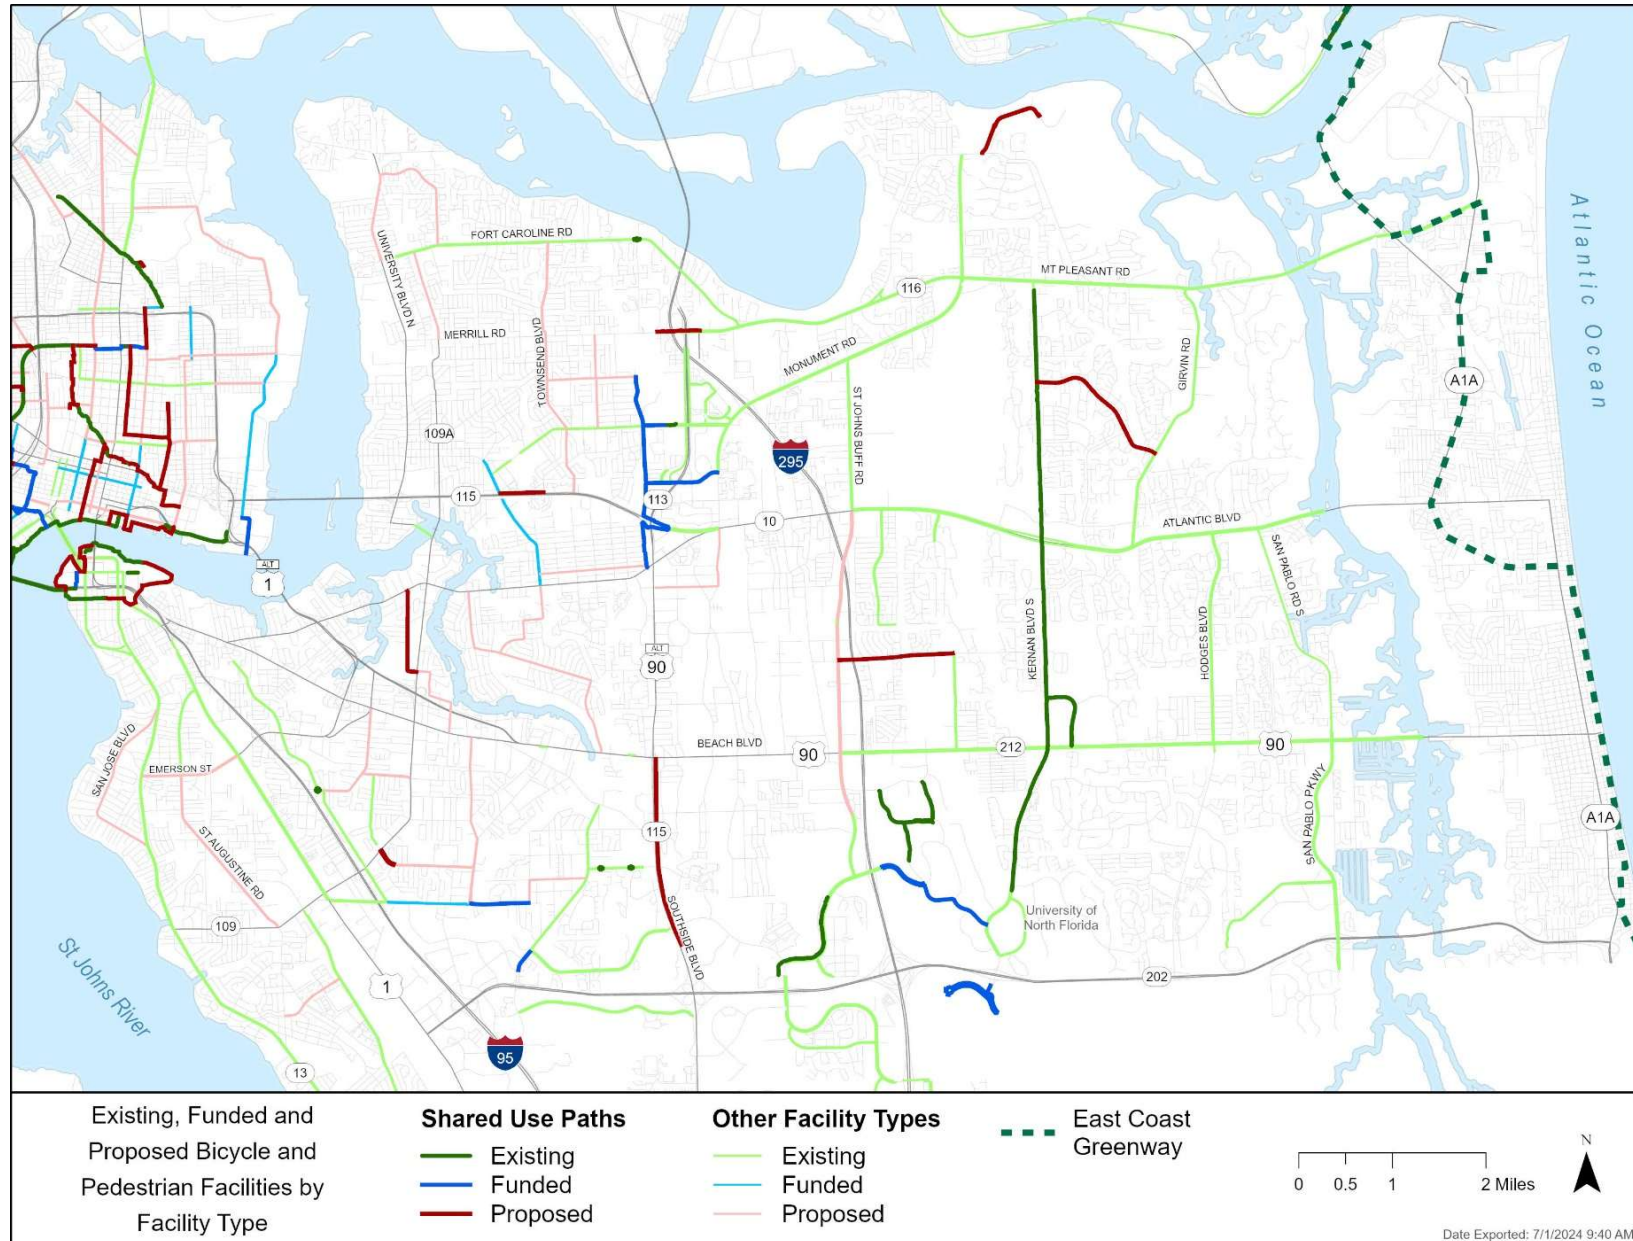 FORT CAROLINE RD
UNIVERSITY BLVD N
MERRILL RD
TOWNSEND BLVD
MT PLEASANT RD
116
MONUMENT RD
GIRVIN RD
A1A
Atlantic Ocean
109A
ST JOHNS BUFF RD
295
115
113
10
ATLANTIC BLVD
SAN PABLO RD S
ALT
1
KERNAN BLVD S
HODGES BLVD
ALT
90
BEACH BLVD
90
212
90
SAN JOSE BLVD
EMERSON ST
ST AUGUSTINE RD
115
SAN PABLO PKWY
A1A
SOUTHSIDE BLVD
University of
North Florida
109
St Johns River
1
202
95
13
Existing, Funded and
Proposed Bicycle and
Pedestrian Facilities by
Facility Type
Shared Use Paths
Existing
Funded
Proposed
Other Facility Types
Existing
Funded
Proposed
East Coast
Greenway
0 0.5 1 2 Miles
N
Date Exported: 7/1/2024 9:40 AM